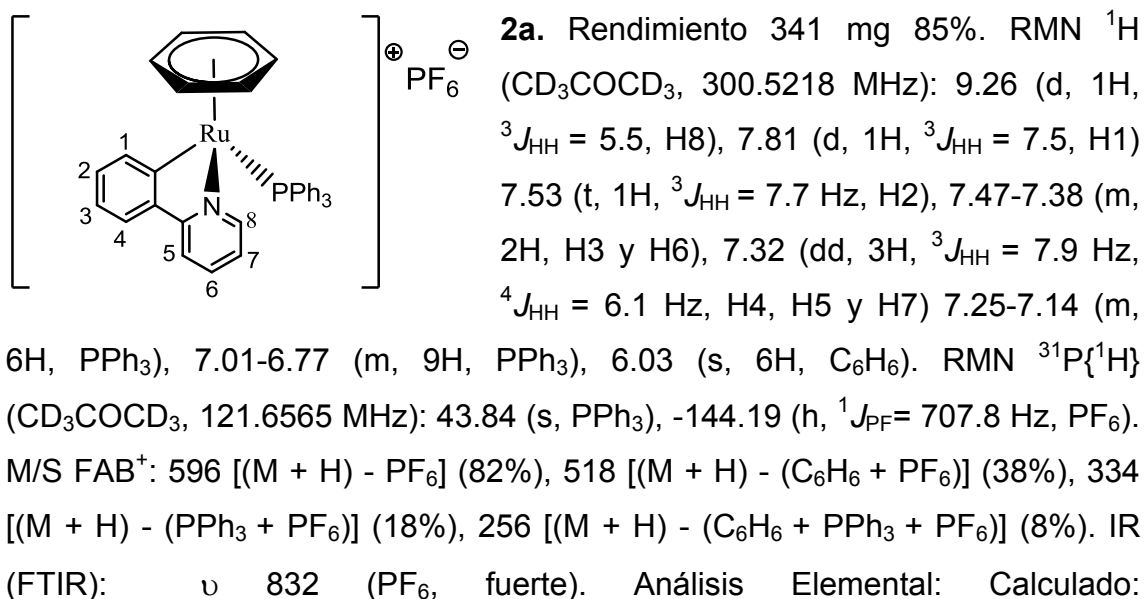 ⊕
⊖
PF6
Ru
N
PPh3
1
2
3
4
5
6
7
8
2a. Rendimiento 341 mg 85%. RMN ¹H
(CD₃COCD₃, 300.5218 MHz): 9.26 (d, 1H,
³JHH = 5.5, H8), 7.81 (d, 1H, ³JHH = 7.5, H1)
7.53 (t, 1H, ³JHH = 7.7 Hz, H2), 7.47-7.38 (m,
2H, H3 y H6), 7.32 (dd, 3H, ³JHH = 7.9 Hz,
⁴JHH = 6.1 Hz, H4, H5 y H7) 7.25-7.14 (m,
6H, PPh₃), 7.01-6.77 (m, 9H, PPh₃), 6.03 (s, 6H, C₆H₆). RMN ³¹P{¹H}
(CD₃COCD₃, 121.6565 MHz): 43.84 (s, PPh₃), -144.19 (h, ¹JPF= 707.8 Hz, PF₆).
M/S FAB⁺: 596 [(M + H) - PF₆] (82%), 518 [(M + H) - (C₆H₆ + PF₆)] (38%), 334
[(M + H) - (PPh₃ + PF₆)] (18%), 256 [(M + H) - (C₆H₆ + PPh₃ + PF₆)] (8%). IR
(FTIR): υ 832 (PF₆, fuerte). Análisis Elemental: Calculado: